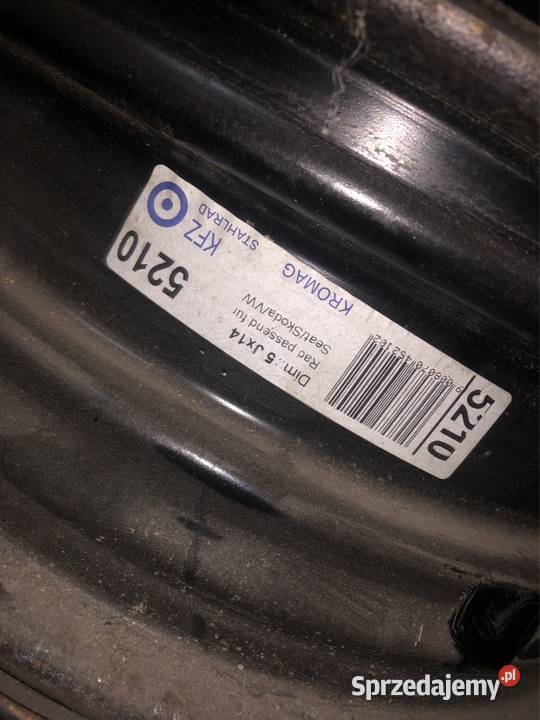 5210
KFZ
STAHLRAD
KROMAG
Dim.: 5 Jx14
Rad passend für
Seat/Skoda/VW
5210
Sprzedajemy.pl